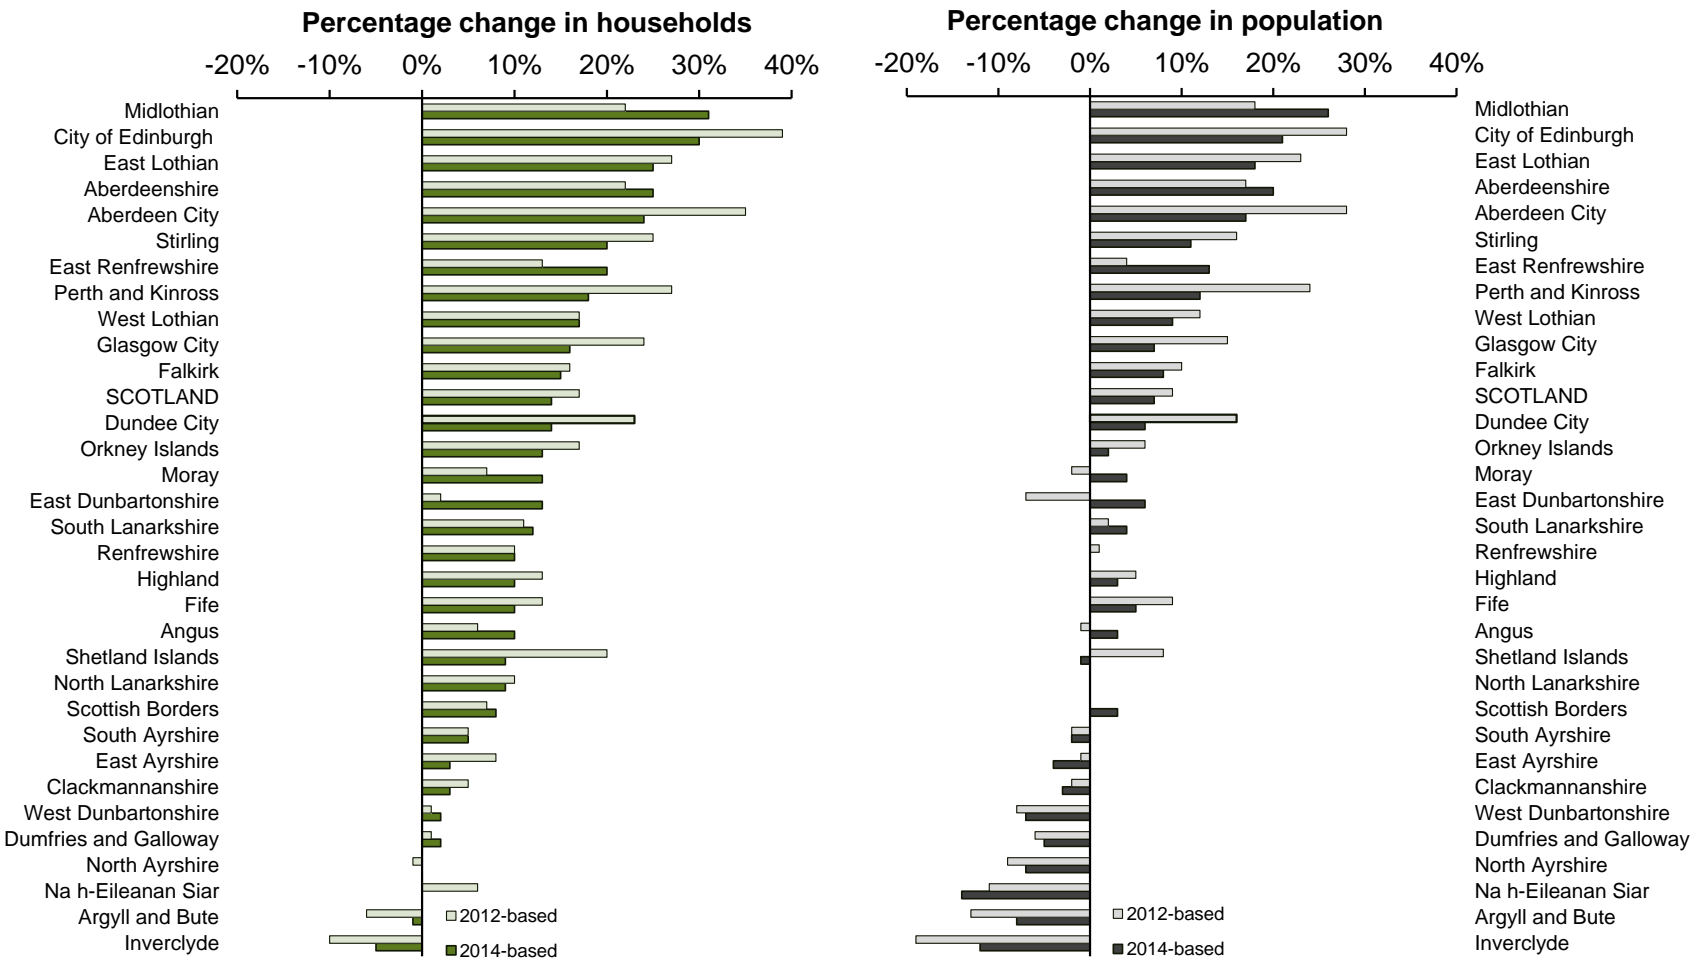 Percentage change in households
-20% -10% 0% 10% 20% 30% 40%
Midlothian
City of Edinburgh
East Lothian
Aberdeenshire
Aberdeen City
Stirling
East Renfrewshire
Perth and Kinross
West Lothian
Glasgow City
Falkirk
SCOTLAND
Dundee City
Orkney Islands
Moray
East Dunbartonshire
South Lanarkshire
Renfrewshire
Highland
Fife
Angus
Shetland Islands
North Lanarkshire
Scottish Borders
South Ayrshire
East Ayrshire
Clackmannanshire
West Dunbartonshire
Dumfries and Galloway
North Ayrshire
Na h-Eileanan Siar
Argyll and Bute
Inverclyde
2012-based
2014-based
Percentage change in population
-20% -10% 0% 10% 20% 30% 40%
Midlothian
City of Edinburgh
East Lothian
Aberdeenshire
Aberdeen City
Stirling
East Renfrewshire
Perth and Kinross
West Lothian
Glasgow City
Falkirk
SCOTLAND
Dundee City
Orkney Islands
Moray
East Dunbartonshire
South Lanarkshire
Renfrewshire
Highland
Fife
Angus
Shetland Islands
North Lanarkshire
Scottish Borders
South Ayrshire
East Ayrshire
Clackmannanshire
West Dunbartonshire
Dumfries and Galloway
North Ayrshire
Na h-Eileanan Siar
Argyll and Bute
Inverclyde
2012-based
2014-based